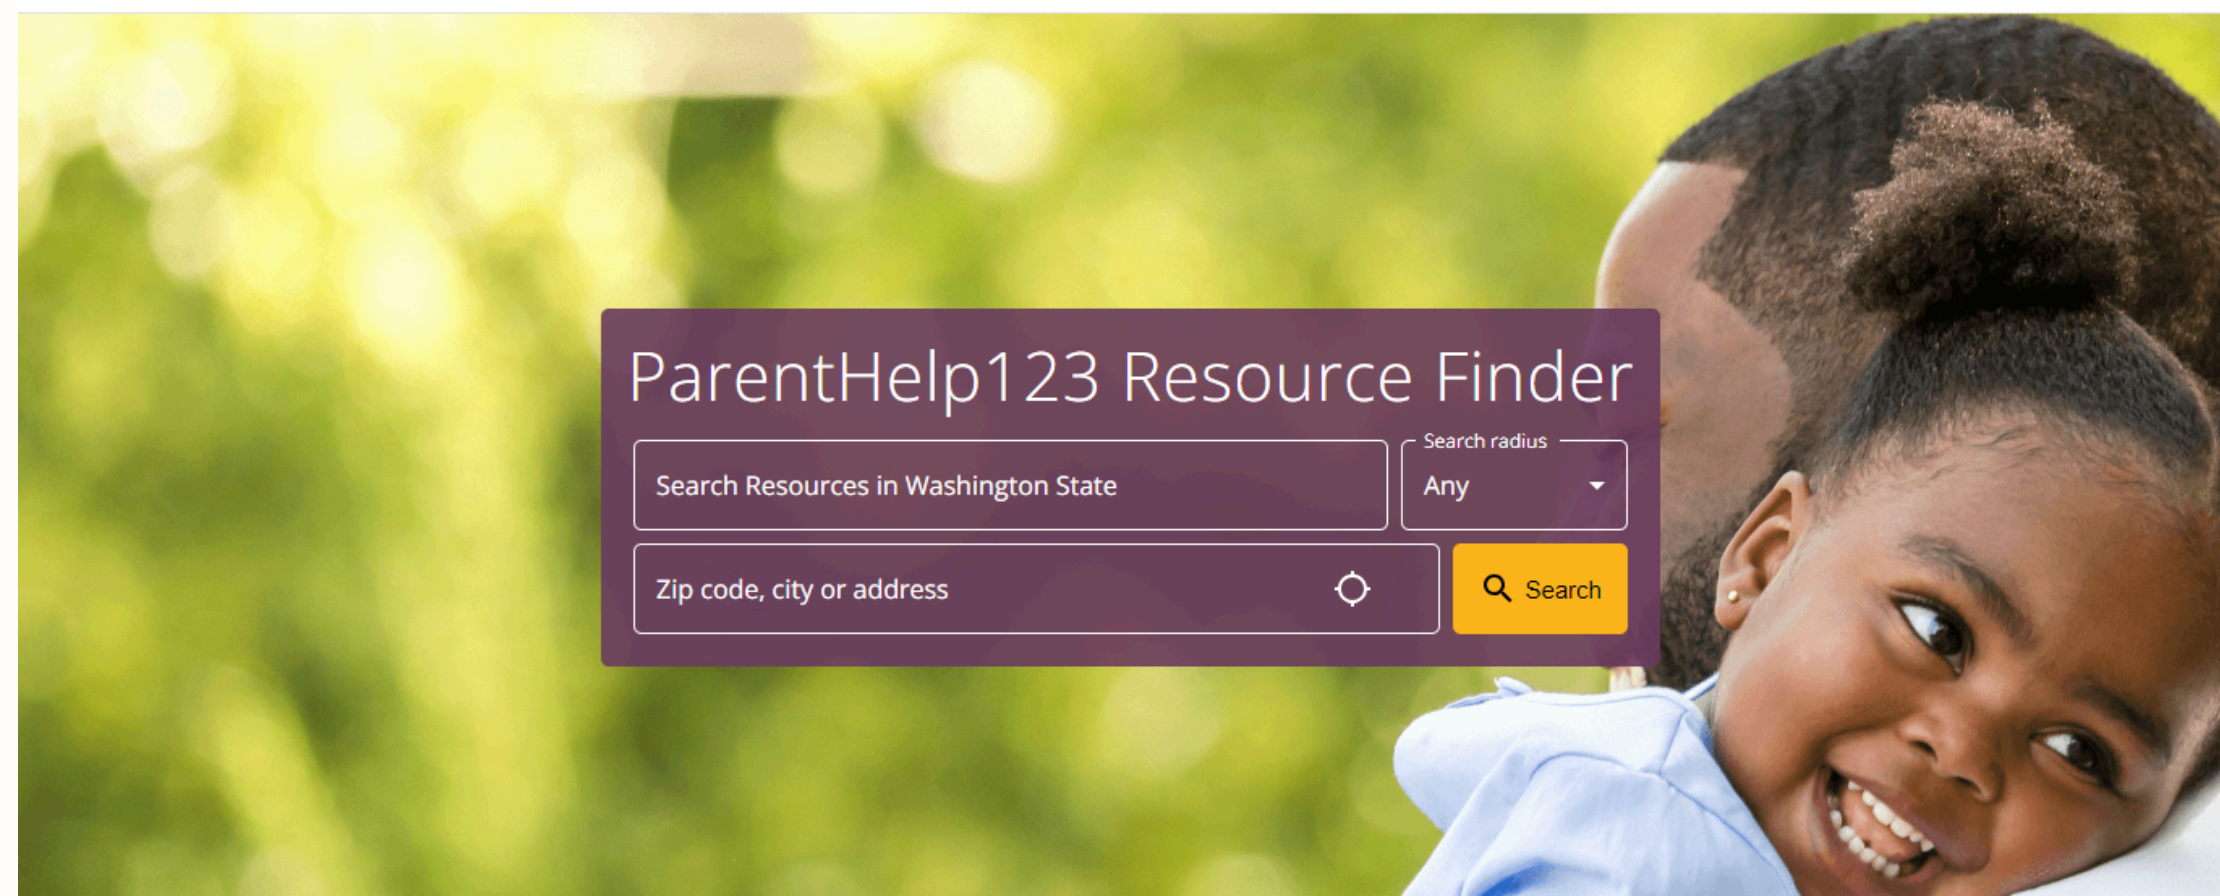 ParentHelp123 Resource Finder
Search Resources in Washington State
Search radius
Any
Zip code, city or address
Search